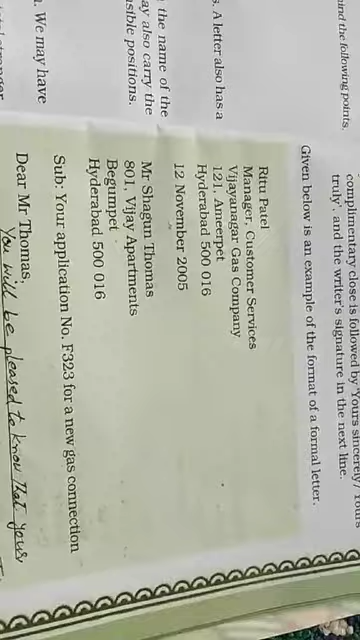 ind the following points.
s. A letter also has a
the name of the
ay also carry the
sible positions.
. We may have
complimentary close is followed by 'Yours sincerely/ Yours
truly', and the writer's signature in the next line.
Given below is an example of the format of a formal letter.
Ritu Patel
Manager, Customer Services
Vijayanagar Gas Company
121, Ameerpet
Hyderabad 500 016
12 November 2005
Mr Shagun Thomas
801, Vijay Apartments
Begumpet
Hyderabad 500 016
Sub: Your application No. F323 for a new gas connection
Dear Mr Thomas,
You will be pleased to know that your